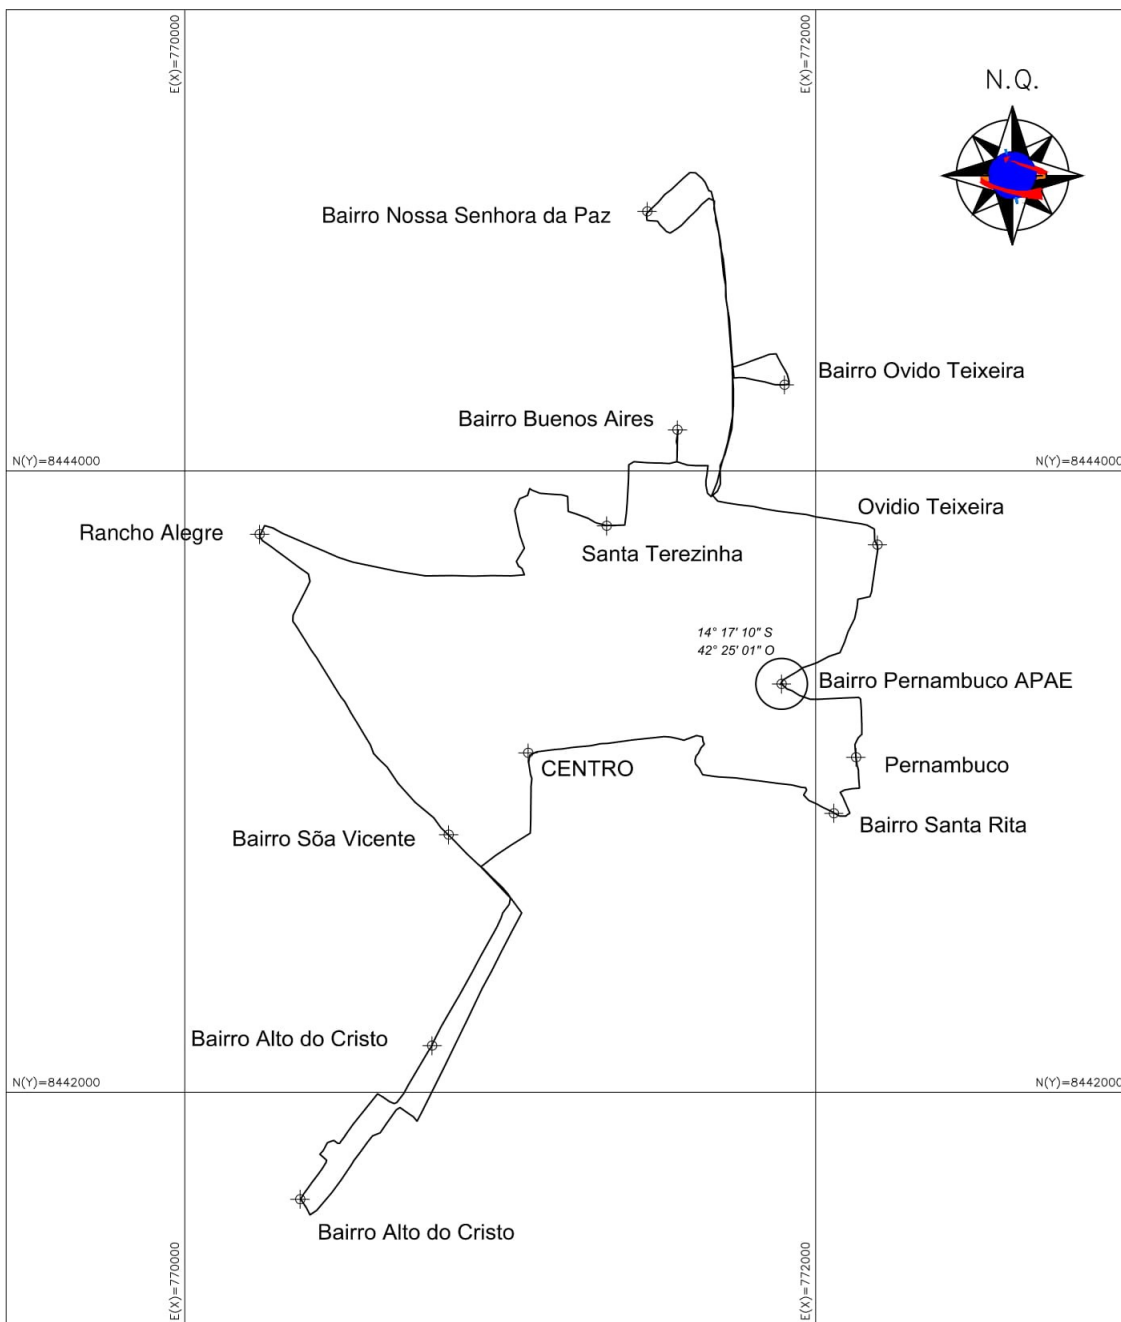 E(X)=770000
E(X)=772000
N.Q.
Bairro Nossa Senhora da Paz
Bairro Ovido Teixeira
Bairro Buenos Aires
N(Y)=8444000
N(Y)=8444000
Ovidio Teixeira
Rancho Alegre
Santa Terezinha
14° 17' 10" S
42° 25' 01" O
Bairro Pernambuco APAE
CENTRO
Pernambuco
Bairro Santa Rita
Bairro Sõa Vicente
Bairro Alto do Cristo
N(Y)=8442000
N(Y)=8442000
Bairro Alto do Cristo
E(X)=770000
E(X)=772000